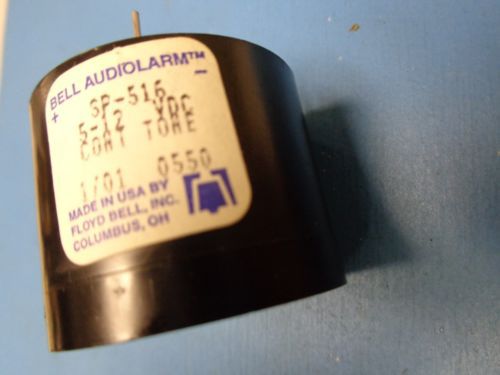 BELL AUDIOLARM™
+ -
SP-516
5-12 VDC
CONT TONE
1/01 0550
MADE IN USA BY
FLOYD BELL, INC.
COLUMBUS, OH